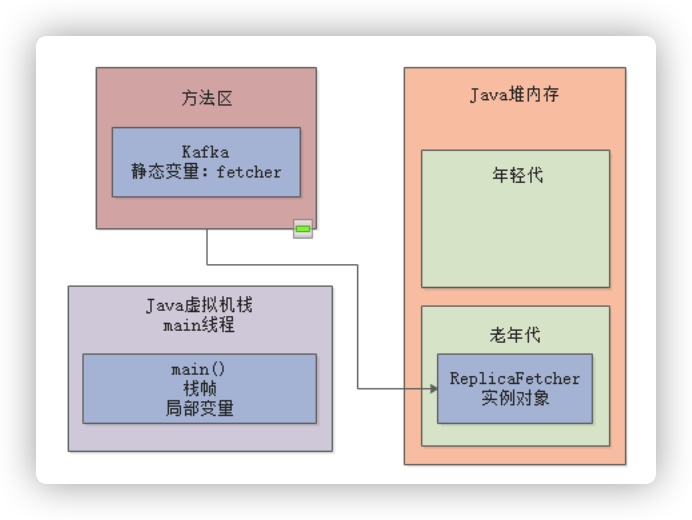 方法区
Kafka
静态变量：fetcher
Java虚拟机栈
main线程
main()
栈帧
局部变量
Java堆内存
年轻代
老年代
ReplicaFetcher
实例对象